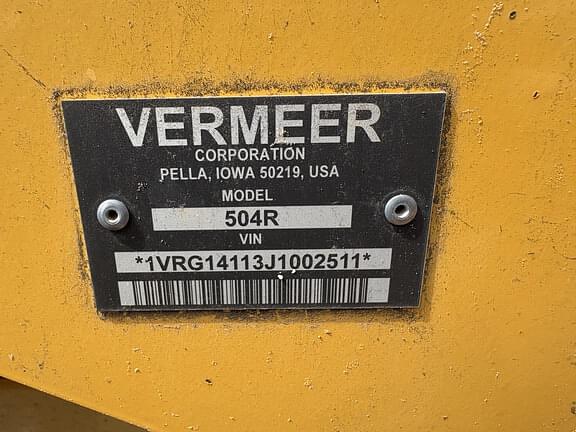 VERMEER
CORPORATION
PELLA, IOWA 50219, USA
MODEL
504R
VIN
*1VRG14113J1002511*